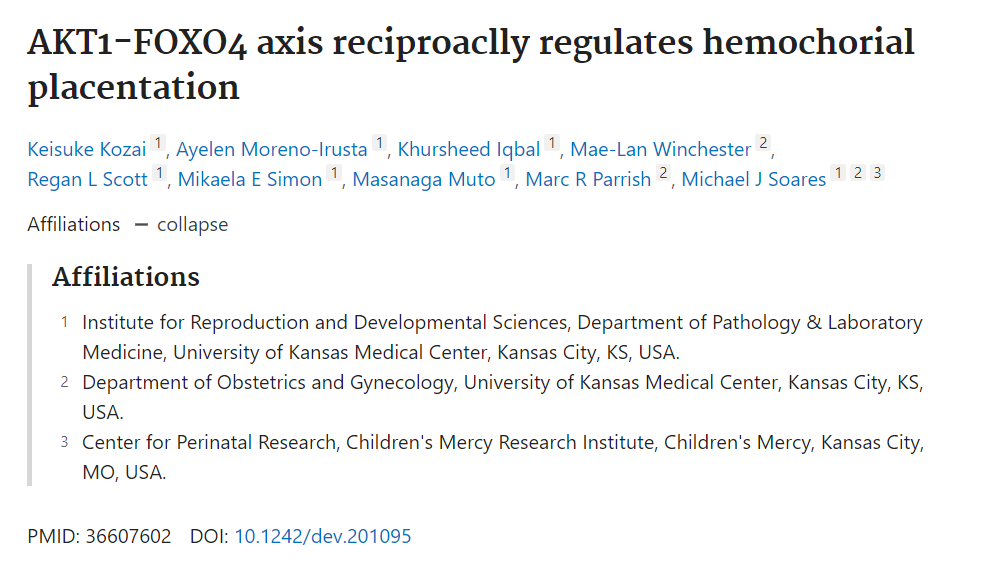 AKT1-FOXO4 axis reciproaclly regulates hemochorial
placentation
Keisuke Kozai 1, Ayelen Moreno-Irusta 1, Khursheed Iqbal 1, Mae-Lan Winchester 2,
Regan L Scott 1, Mikaela E Simon 1, Masanaga Muto 1, Marc R Parrish 2, Michael J Soares 1 2 3
Affiliations — collapse
Affiliations
1 Institute for Reproduction and Developmental Sciences, Department of Pathology & Laboratory
Medicine, University of Kansas Medical Center, Kansas City, KS, USA.
2 Department of Obstetrics and Gynecology, University of Kansas Medical Center, Kansas City, KS,
USA.
3 Center for Perinatal Research, Children's Mercy Research Institute, Children's Mercy, Kansas City,
MO, USA.
PMID: 36607602 DOI: 10.1242/dev.201095